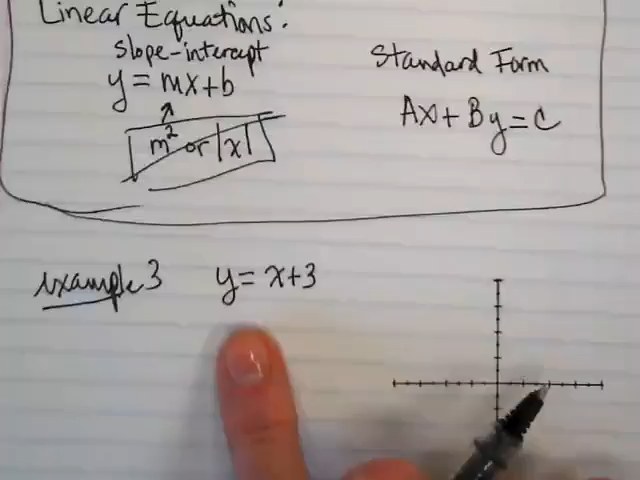 Linear Equations:
slope-intercept
y = mx+b
m² or |x|
Standard Form
Ax + By = C
example 3 y = x+3